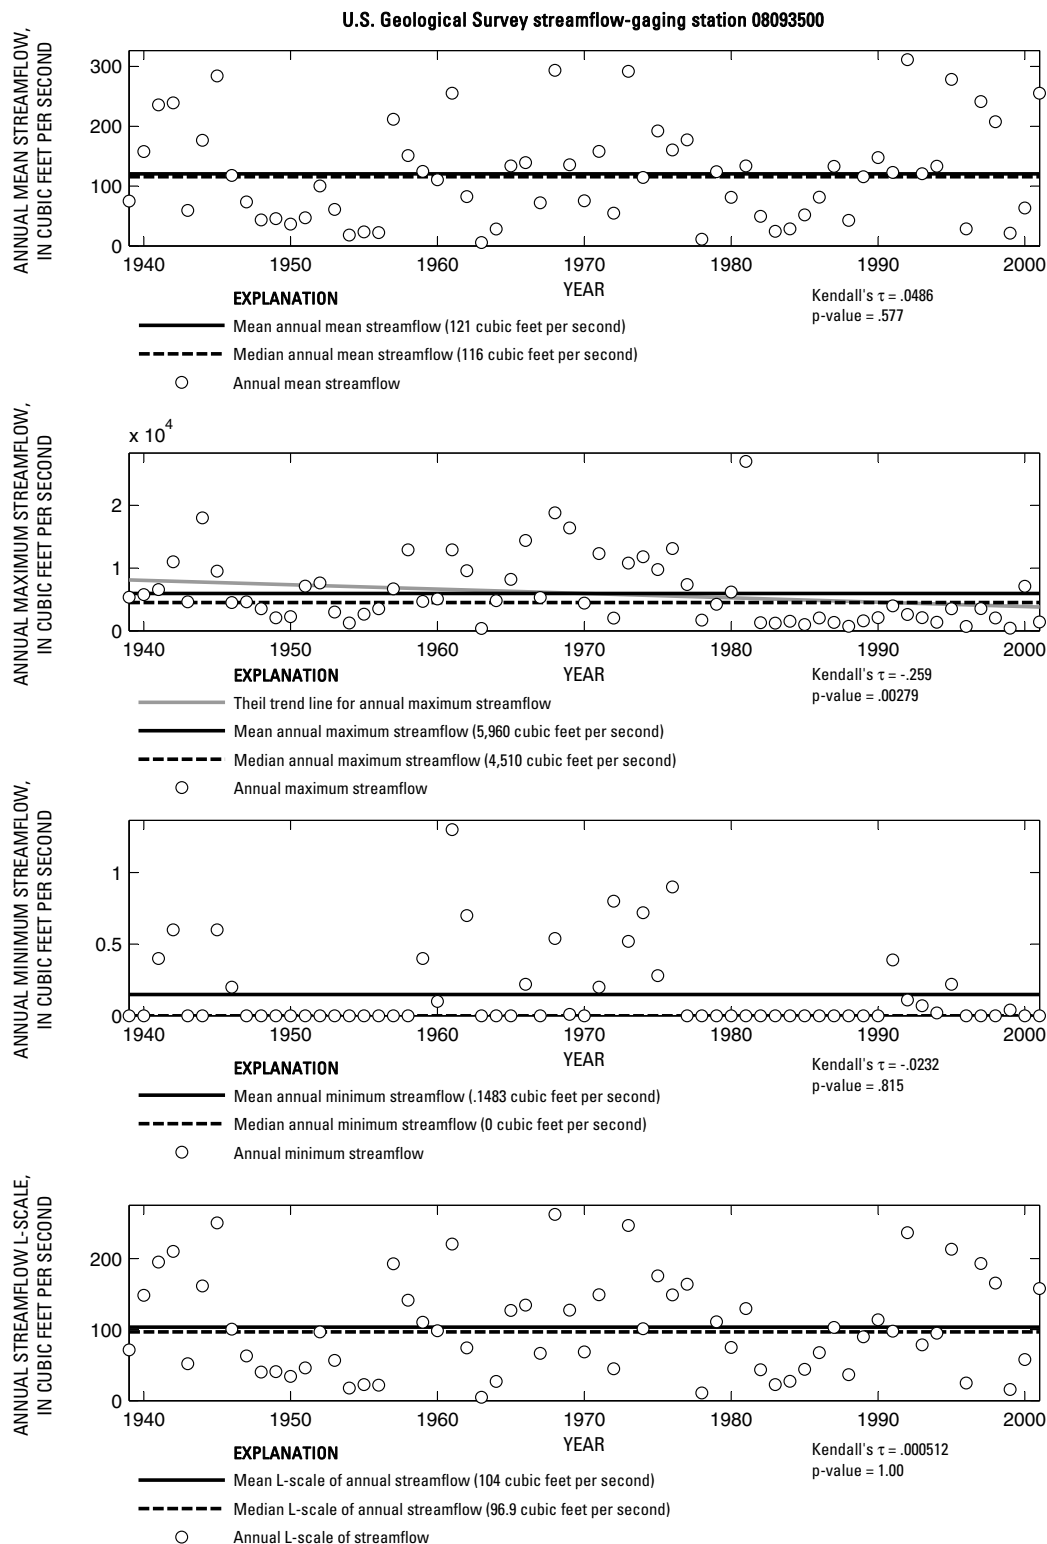 U.S. Geological Survey streamflow-gaging station 08093500
ANNUAL MEAN STREAMFLOW,
IN CUBIC FEET PER SECOND
300
200
100
0
1940 1950 1960 1970 1980 1990 2000
YEAR
EXPLANATION
Mean annual mean streamflow (121 cubic feet per second)
Median annual mean streamflow (116 cubic feet per second)
Annual mean streamflow
Kendall's τ = .0486
p-value = .577
ANNUAL MAXIMUM STREAMFLOW,
IN CUBIC FEET PER SECOND
x 10^4
2
1
0
1940 1950 1960 1970 1980 1990 2000
YEAR
EXPLANATION
Theil trend line for annual maximum streamflow
Mean annual maximum streamflow (5,960 cubic feet per second)
Median annual maximum streamflow (4,510 cubic feet per second)
Annual maximum streamflow
Kendall's τ = -.259
p-value = .00279
ANNUAL MINIMUM STREAMFLOW,
IN CUBIC FEET PER SECOND
1
0.5
0
1940 1950 1960 1970 1980 1990 2000
YEAR
EXPLANATION
Mean annual minimum streamflow (.1483 cubic feet per second)
Median annual minimum streamflow (0 cubic feet per second)
Annual minimum streamflow
Kendall's τ = -.0232
p-value = .815
ANNUAL STREAMFLOW L-SCALE,
IN CUBIC FEET PER SECOND
200
100
0
1940 1950 1960 1970 1980 1990 2000
YEAR
EXPLANATION
Mean L-scale of annual streamflow (104 cubic feet per second)
Median L-scale of annual streamflow (96.9 cubic feet per second)
Annual L-scale of streamflow
Kendall's τ = .000512
p-value = 1.00